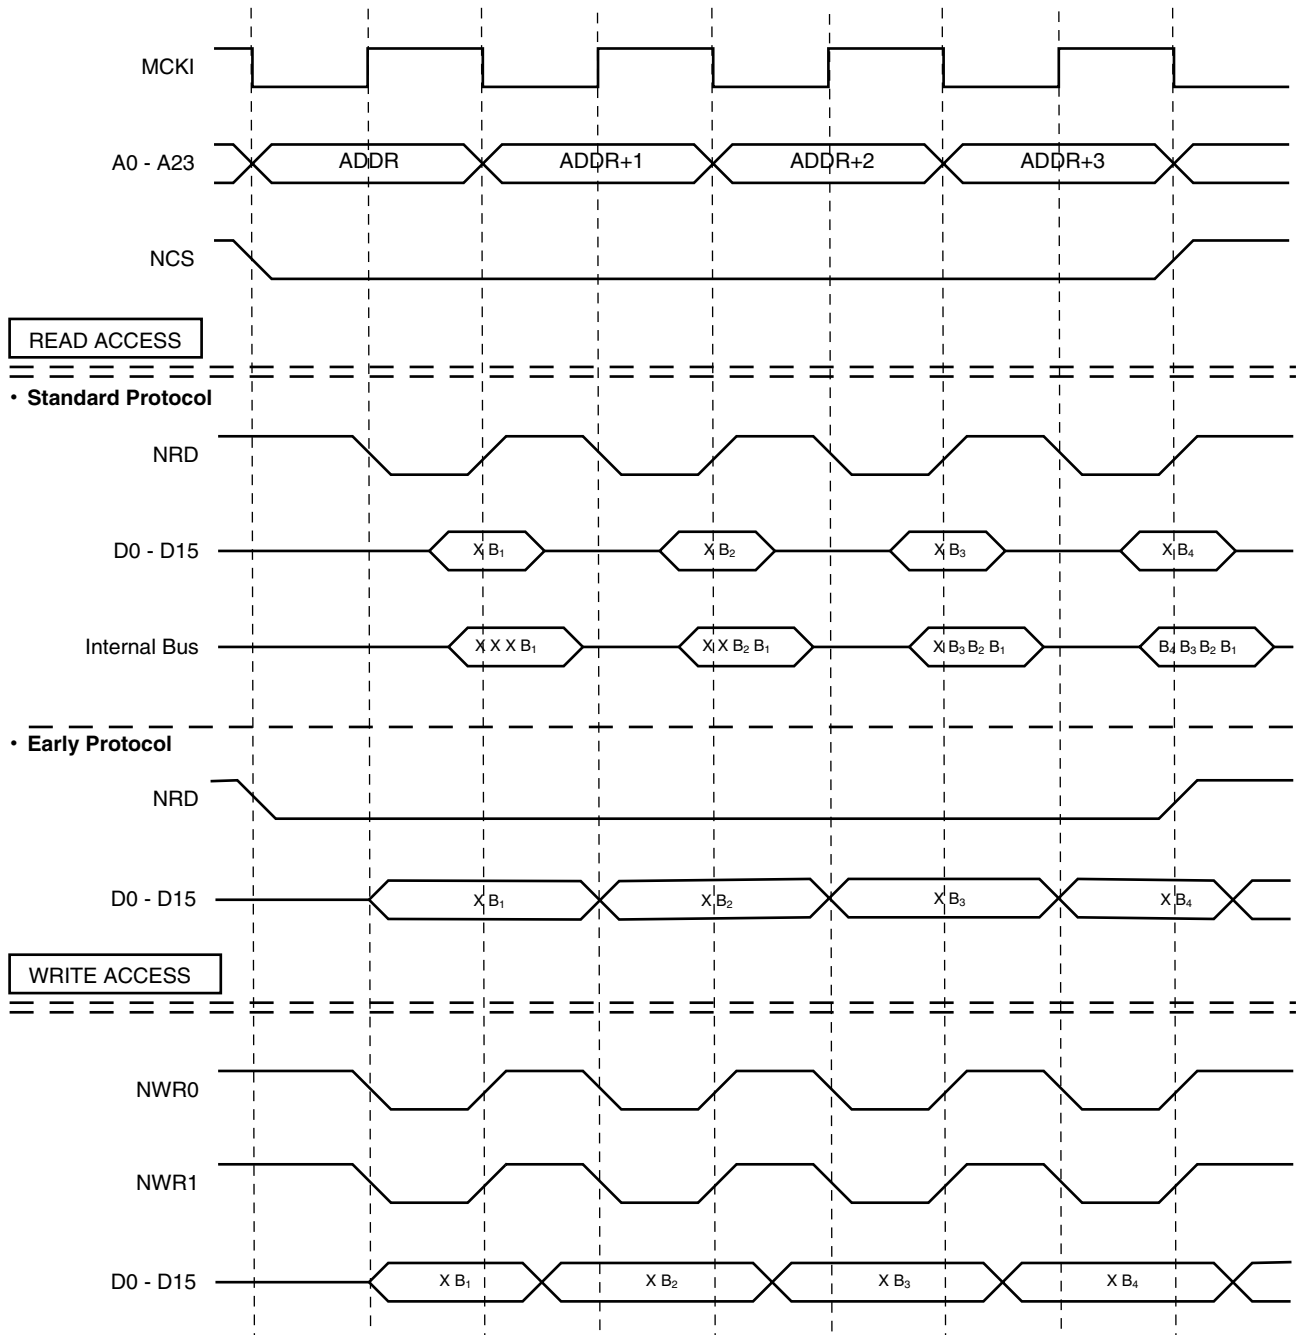 MCKI
A0 - A23 ADDR ADDR+1 ADDR+2 ADDR+3
NCS
READ ACCESS
• Standard Protocol
NRD
D0 - D15 X B₁ X B₂ X B₃ X B₄
Internal Bus X X X B₁ X X B₂ B₁ X B₃ B₂ B₁ B₄ B₃ B₂ B₁
• Early Protocol
NRD
D0 - D15 X B₁ X B₂ X B₃ X B₄
WRITE ACCESS
NWR0
NWR1
D0 - D15 X B₁ X B₂ X B₃ X B₄